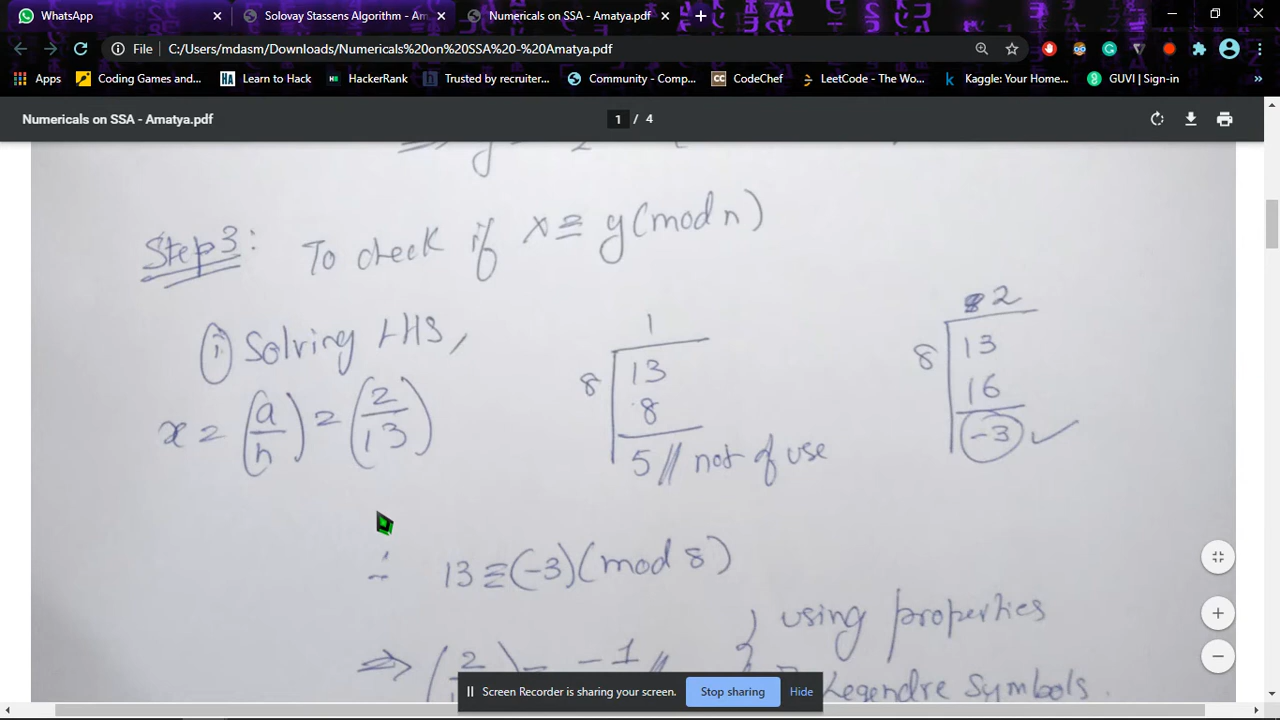 WhatsApp
Solovay Stassens Algorithm - Am
Numericals on SSA - Amatya.pdf
File
C:/Users/mdasm/Downloads/Numericals%20on%20SSA%20-%20Amatya.pdf
Apps
Coding Games and...
Learn to Hack
HackerRank
Trusted by recruiter...
Community - Comp...
CodeChef
LeetCode - The Wo...
Kaggle: Your Home...
GUVI | Sign-in
»
Numericals on SSA - Amatya.pdf
1 / 4
Step 3: To check if x ≡ y (mod n)
(i) Solving LHS,
x = (a/n) = (2/13)
1
8 13
8
5 // not of use
2
8 13
16
-3 ✓
∴ 13 ≡ (-3) (mod 8)
⇒ -1 // } using properties
Legendre Symbols.
Screen Recorder is sharing your screen.
Stop sharing
Hide